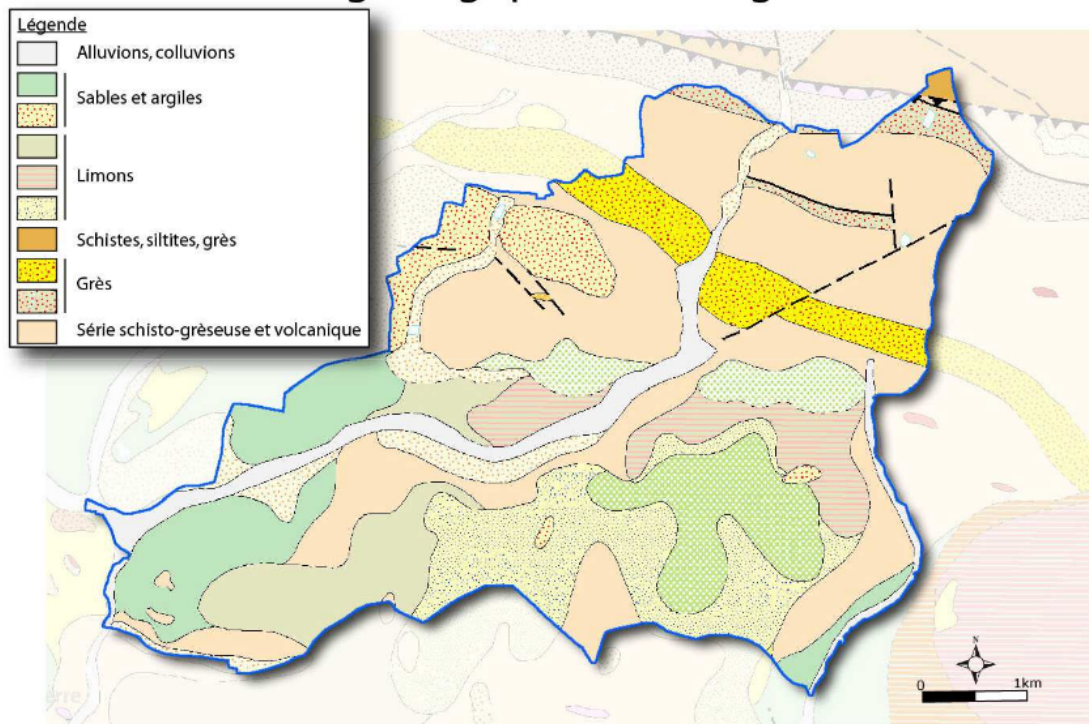 Légende
Alluvions, colluvions
Sables et argiles
Limons
Schistes, siltites, grès
Grès
Série schisto-grèseuse et volcanique
N
0 1km